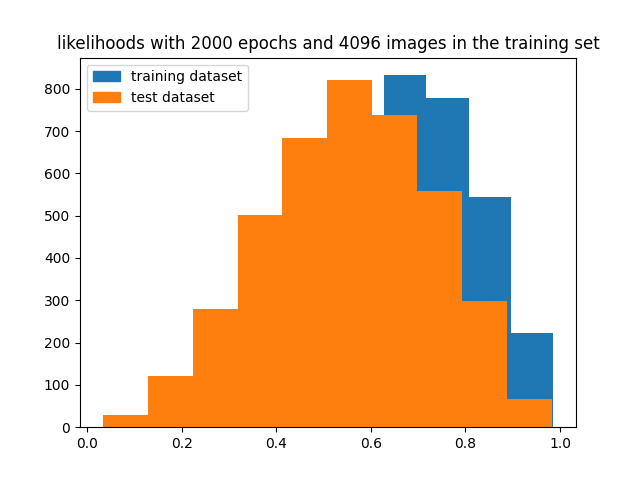 likelihoods with 2000 epochs and 4096 images in the training set
training dataset
test dataset
800
700
600
500
400
300
200
100
0
0.0 0.2 0.4 0.6 0.8 1.0